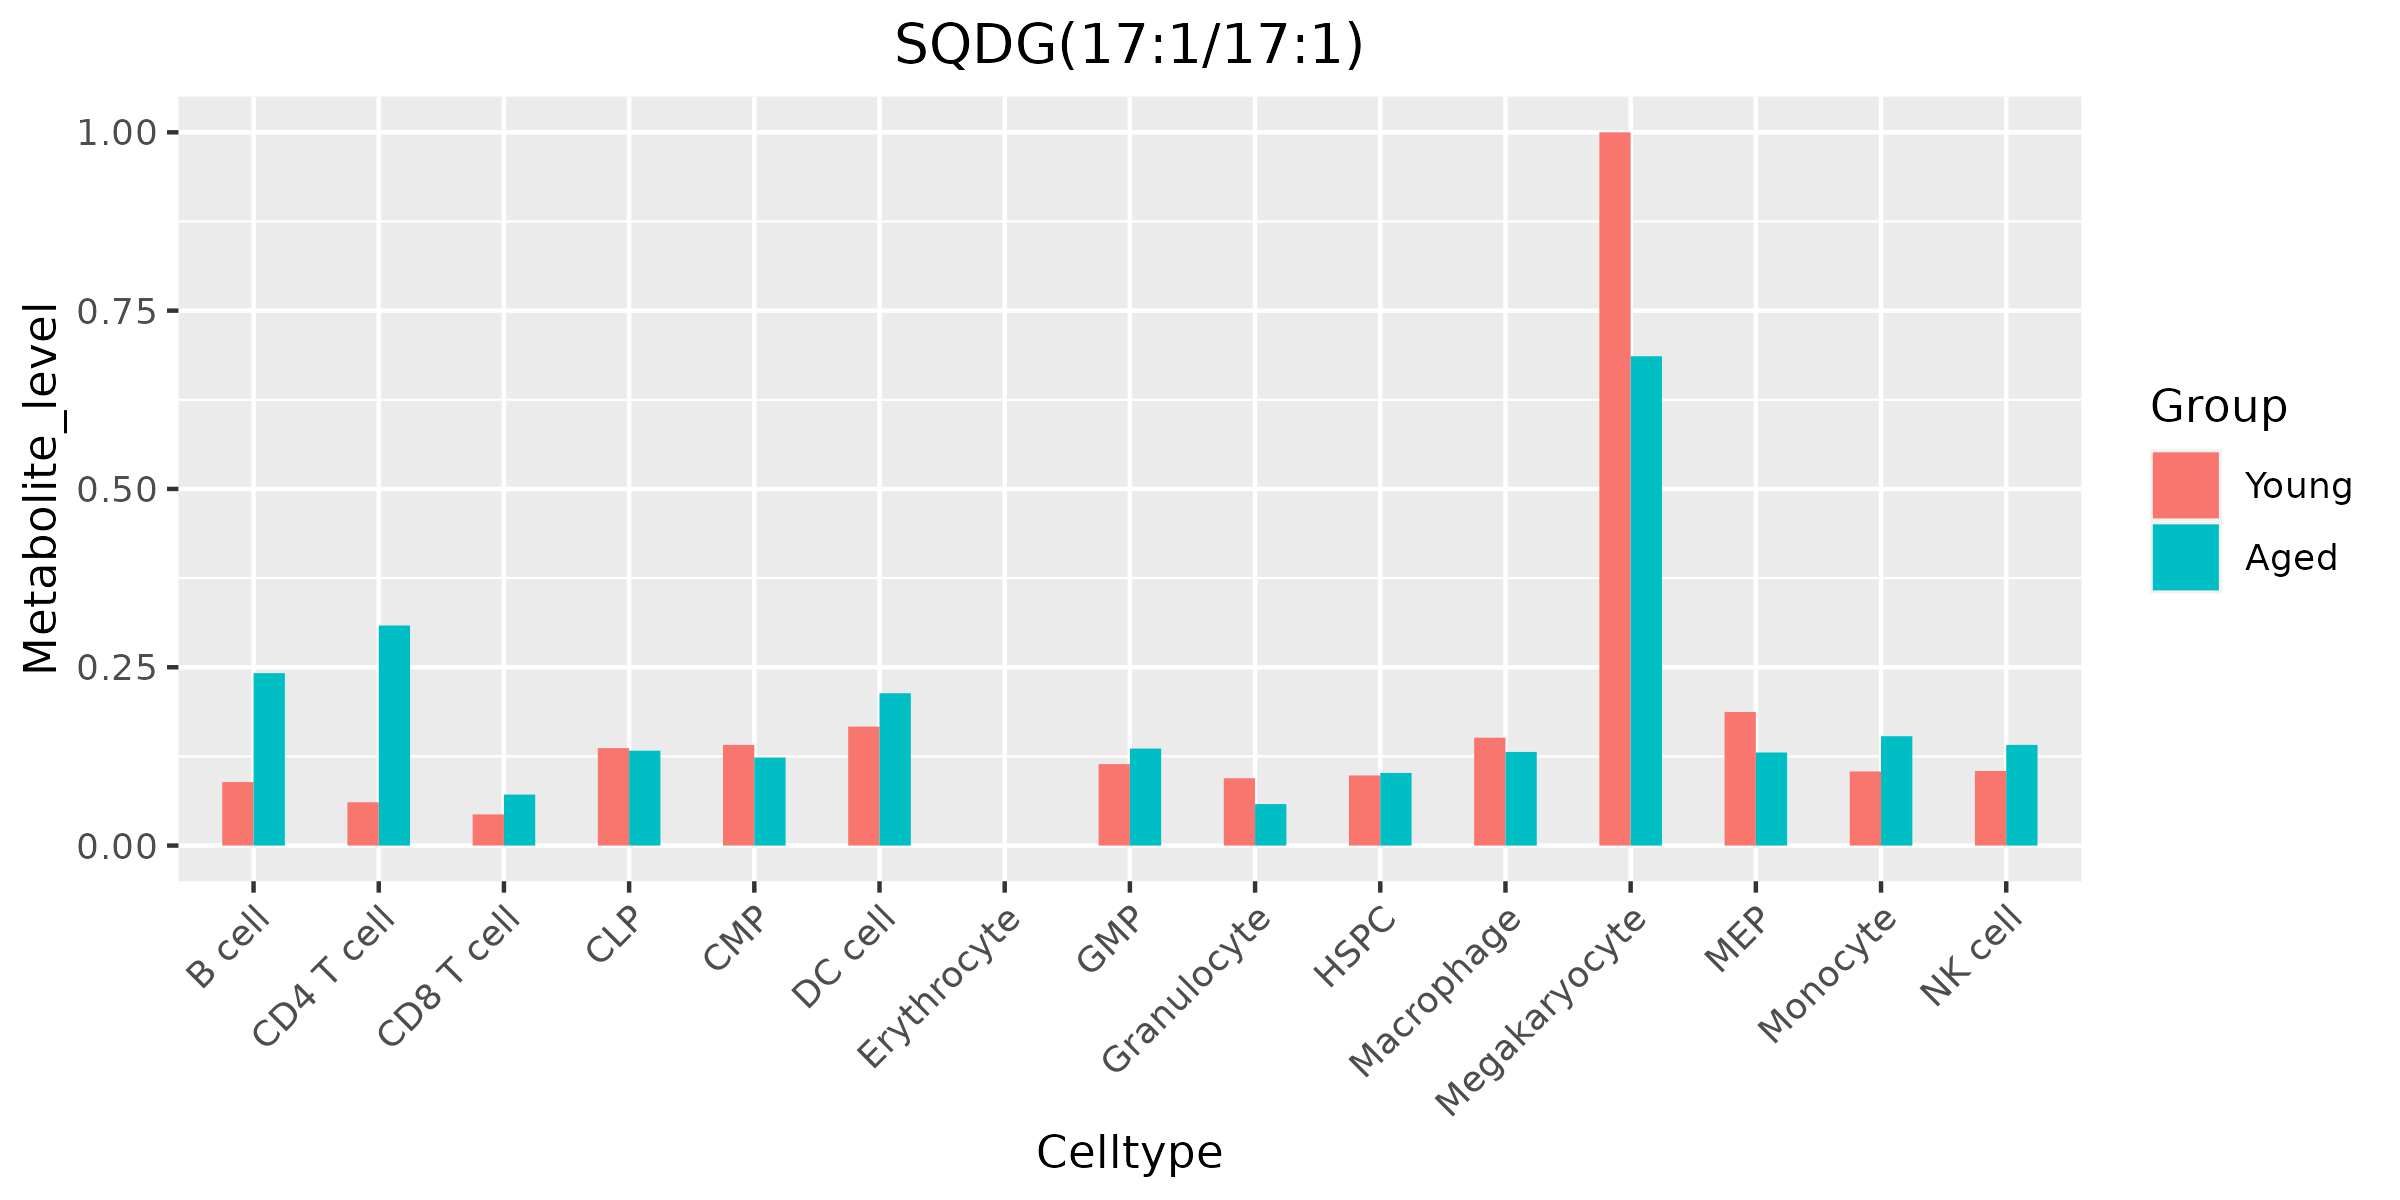 SQDG(17:1/17:1)
Metabolite_level
1.00
0.75
0.50
0.25
0.00
B cell
CD4 T cell
CD8 T cell
CLP
CMP
DC cell
Erythrocyte
GMP
Granulocyte
HSPC
Macrophage
Megakaryocyte
MEP
Monocyte
NK cell
Celltype
Group
Young
Aged